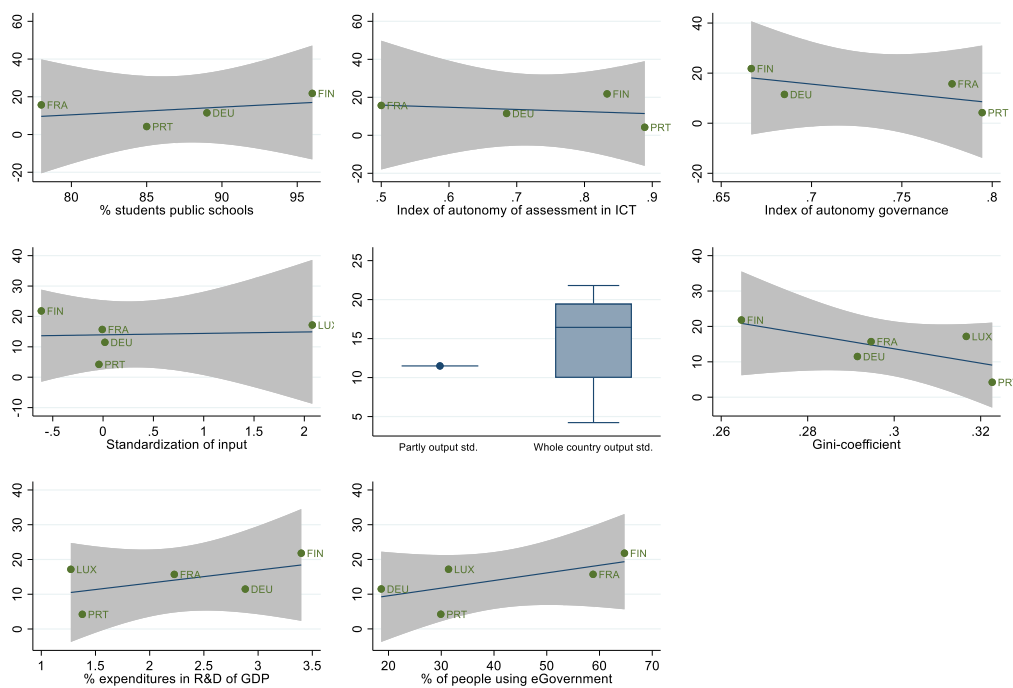 60
40
20
0
-20
FRA
PRT
DEU
FIN
80
85
90
95
% students public schools
60
40
20
0
-20
FRA
DEU
FIN
PRT
.5
.6
.7
.8
.9
Index of autonomy of assessment in ICT
40
20
0
-20
FIN
DEU
FRA
PRT
.65
.7
.75
.8
Index of autonomy governance
40
30
20
10
0
-10
FIN
FRA
DEU
PRT
LUX
-.5
0
.5
1
1.5
2
Standardization of input
25
20
15
10
5
Partly output std.
Whole country output std.
40
30
20
10
0
FIN
FRA
DEU
LUX
PR
.26
.28
.3
.32
Gini-coefficient
40
30
20
10
0
LUX
PRT
FRA
DEU
FIN
1
1.5
2
2.5
3
3.5
% expenditures in R&D of GDP
40
30
20
10
0
DEU
LUX
PRT
FRA
FIN
20
30
40
50
60
70
% of people using eGovernment